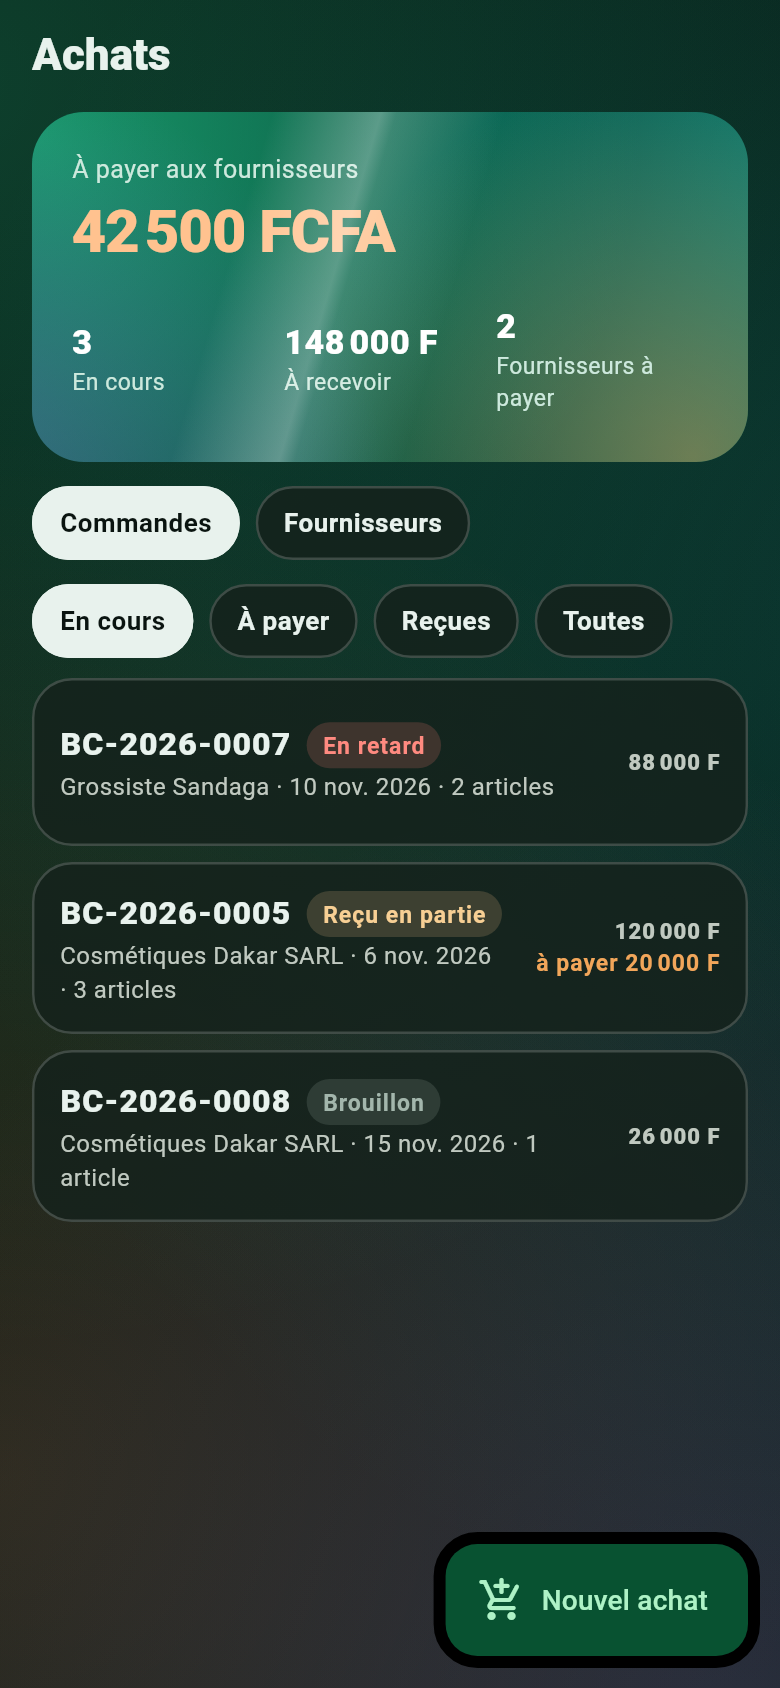 Achats
À payer aux fournisseurs
42 500 FCFA
3
En cours
148 000 F
À recevoir
2
Fournisseurs à
payer
Commandes
Fournisseurs
En cours
À payer
Reçues
Toutes
BC-2026-0007 En retard
Grossiste Sandaga · 10 nov. 2026 · 2 articles
88 000 F
BC-2026-0005 Reçu en partie
Cosmétiques Dakar SARL · 6 nov. 2026
· 3 articles
120 000 F
à payer 20 000 F
BC-2026-0008 Brouillon
Cosmétiques Dakar SARL · 15 nov. 2026 · 1
article
26 000 F
Nouvel achat